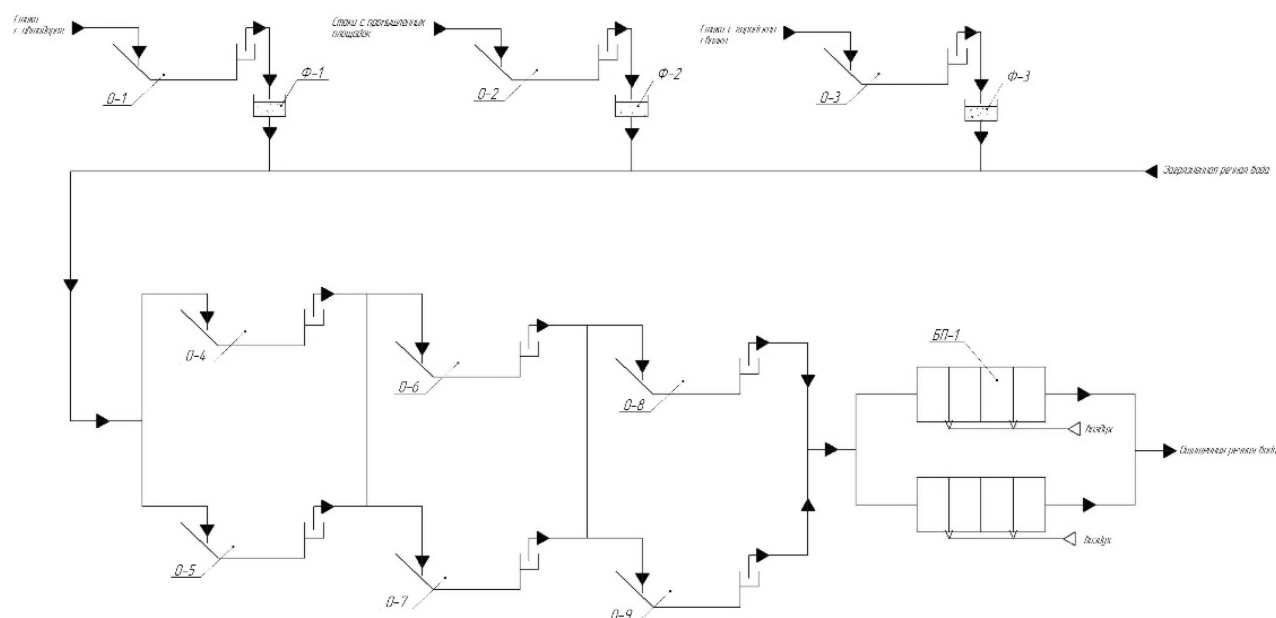 Стоки
Стоки с промышленных
площадок
Ф-1
Ф-2
Ф-3
О-1
О-2
О-3
Загрязненная речная вода
О-4
О-6
О-8
БП-1
Воздух
Очищенная речная вода
О-5
О-7
О-9
Воздух